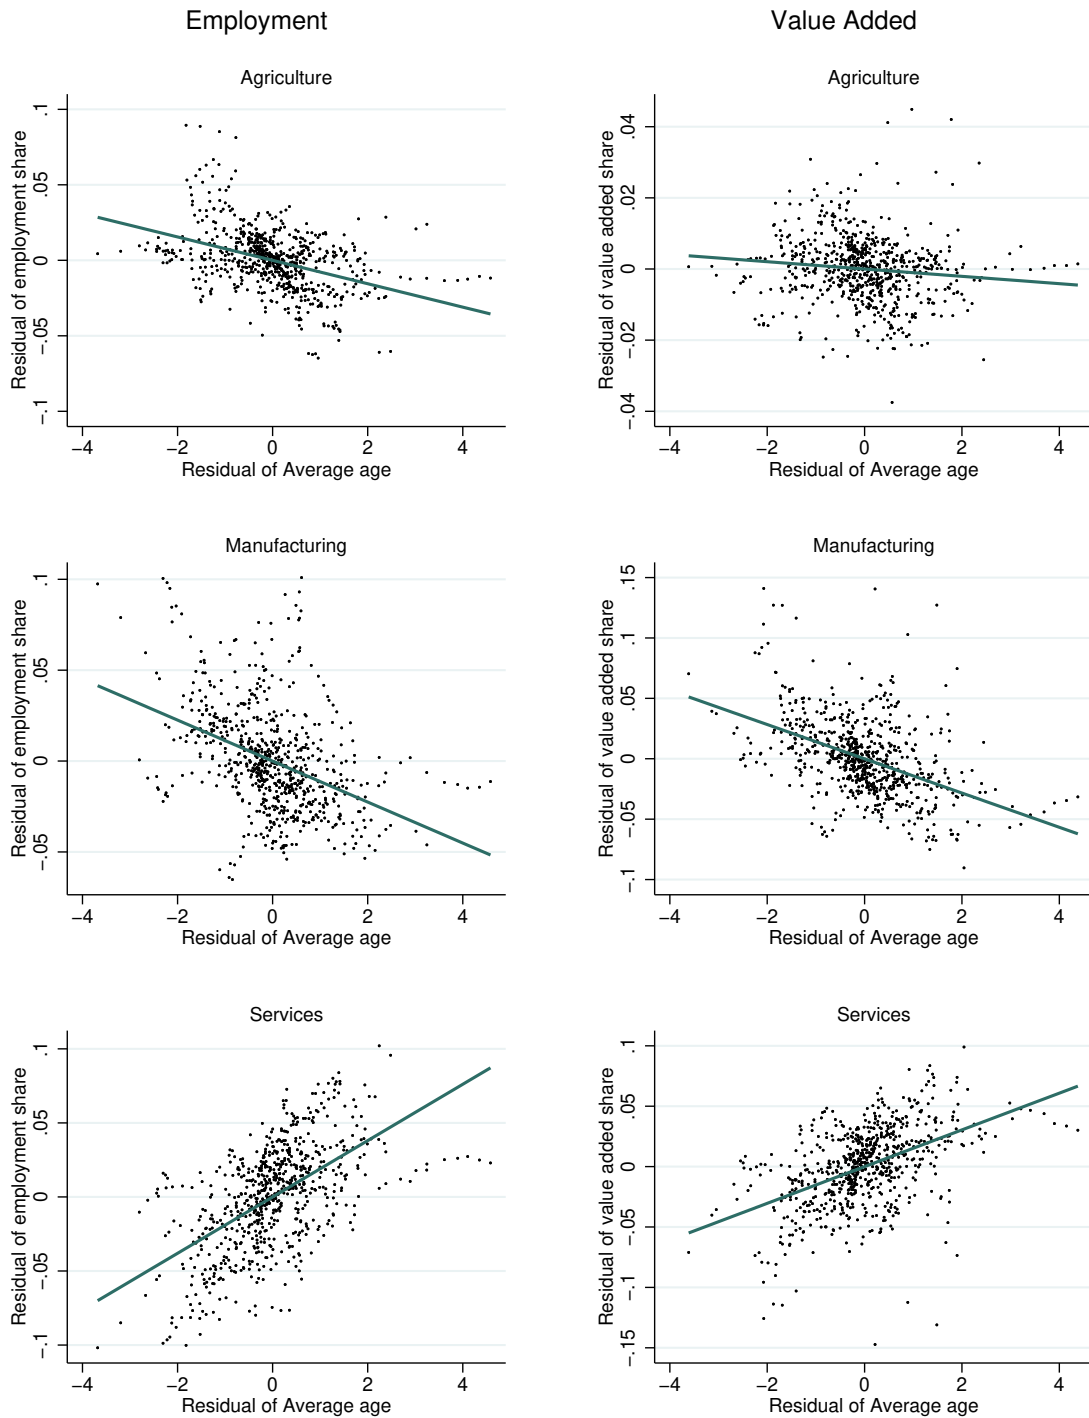 Employment
Value Added
Agriculture
Residual of employment share
.1
.05
0
−.05
−.1
−4 −2 0 2 4
Residual of Average age
Agriculture
Residual of value added share
.04
.02
0
−.02
−.04
−4 −2 0 2 4
Residual of Average age
Manufacturing
Residual of employment share
.1
.05
0
−.05
−4 −2 0 2 4
Residual of Average age
Manufacturing
Residual of value added share
.15
.1
.05
0
−.05
−.1
−4 −2 0 2 4
Residual of Average age
Services
Residual of employment share
.1
.05
0
−.05
−.1
−4 −2 0 2 4
Residual of Average age
Services
Residual of value added share
.1
.05
0
−.05
−.1
−.15
−4 −2 0 2 4
Residual of Average age